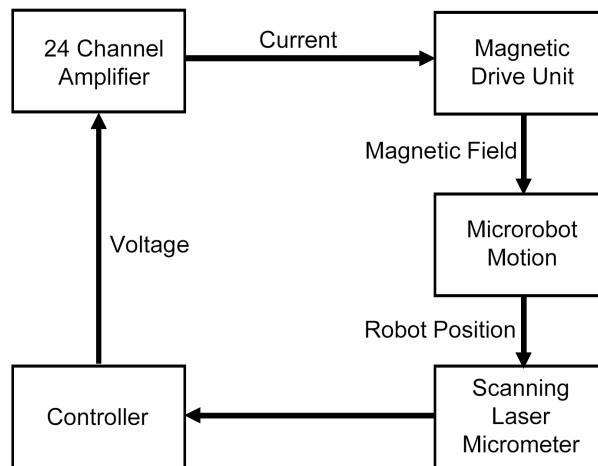 24 Channel
Amplifier
Current
Magnetic
Drive Unit
Magnetic Field
Microrobot
Motion
Voltage
Robot Position
Controller
Scanning
Laser
Micrometer